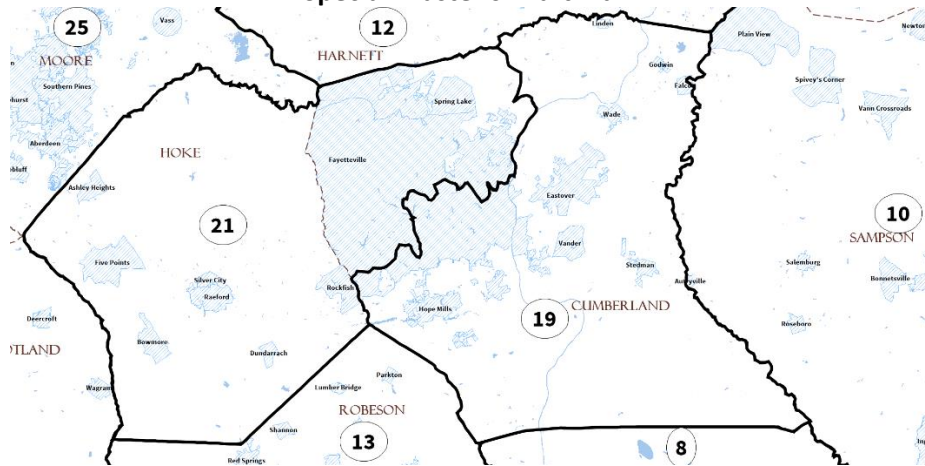 25
Vass
12
Linden
Newton
MOORE
HARNETT
Plain View
Southern Pines
Godwin
Spivey's Corner
Falco
Spring Lake
Vann Crossroads
Wade
Aberdeen
HOKE
Fayetteville
Ashley Heights
Eastover
21
10
Vander
SAMPSON
Five Points
Stedman
Salemburg
Silver City
Bonnetsville
Raeford
Rockfish
Autryville
Hope Mills
CUMBERLAND
Deercroft
19
Roseboro
Bowmore
OTLAND
Dundarrach
Parkton
Wagram
Lumber Bridge
ROBESON
Shannon
13
8
Red Springs